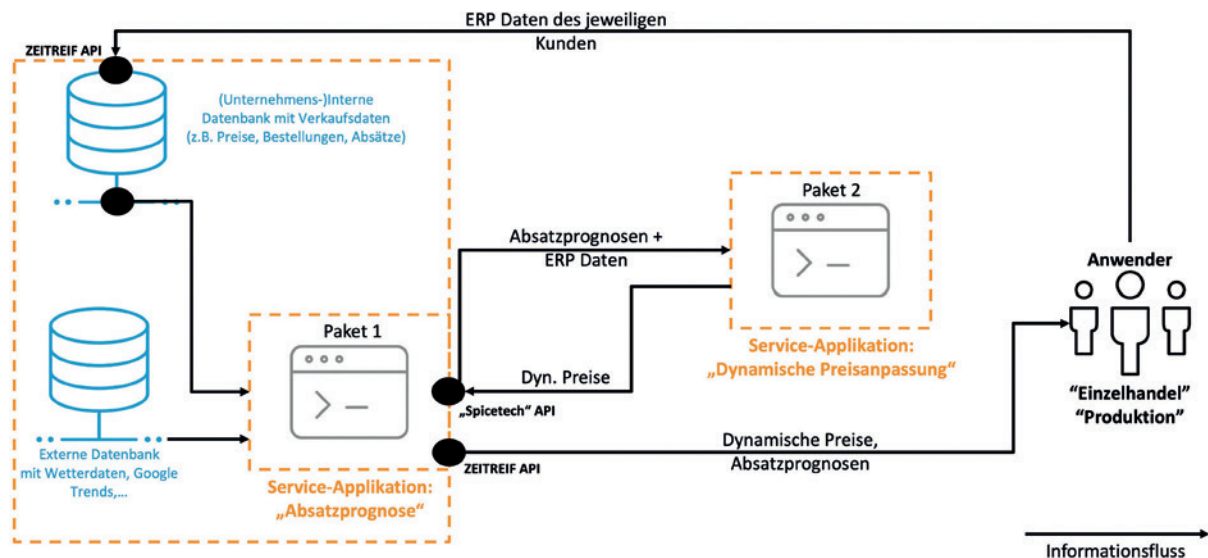 ERP Daten des jeweiligen
Kunden
ZEITREIF API
(Unternehmens-)Interne
Datenbank mit Verkaufsdaten
(z.B. Preise, Bestellungen, Absätze)
Paket 2
Absatzprognosen +
ERP Daten
Anwender
Paket 1
Service-Applikation:
„Dynamische Preisanpassung“
Dyn. Preise
“Einzelhandel”
“Produktion”
„Spicetech“ API
Externe Datenbank
mit Wetterdaten, Google
Trends,...
Dynamische Preise,
Absatzprognosen
ZEITREIF API
Service-Applikation:
„Absatzprognose“
Informationsfluss